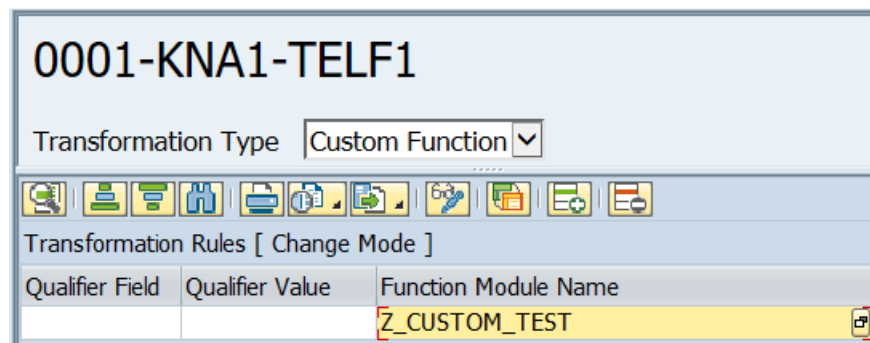 0001-KNA1-TELF1
Transformation Type Custom Function
Transformation Rules [ Change Mode ]
Qualifier Field Qualifier Value Function Module Name
Z_CUSTOM_TEST